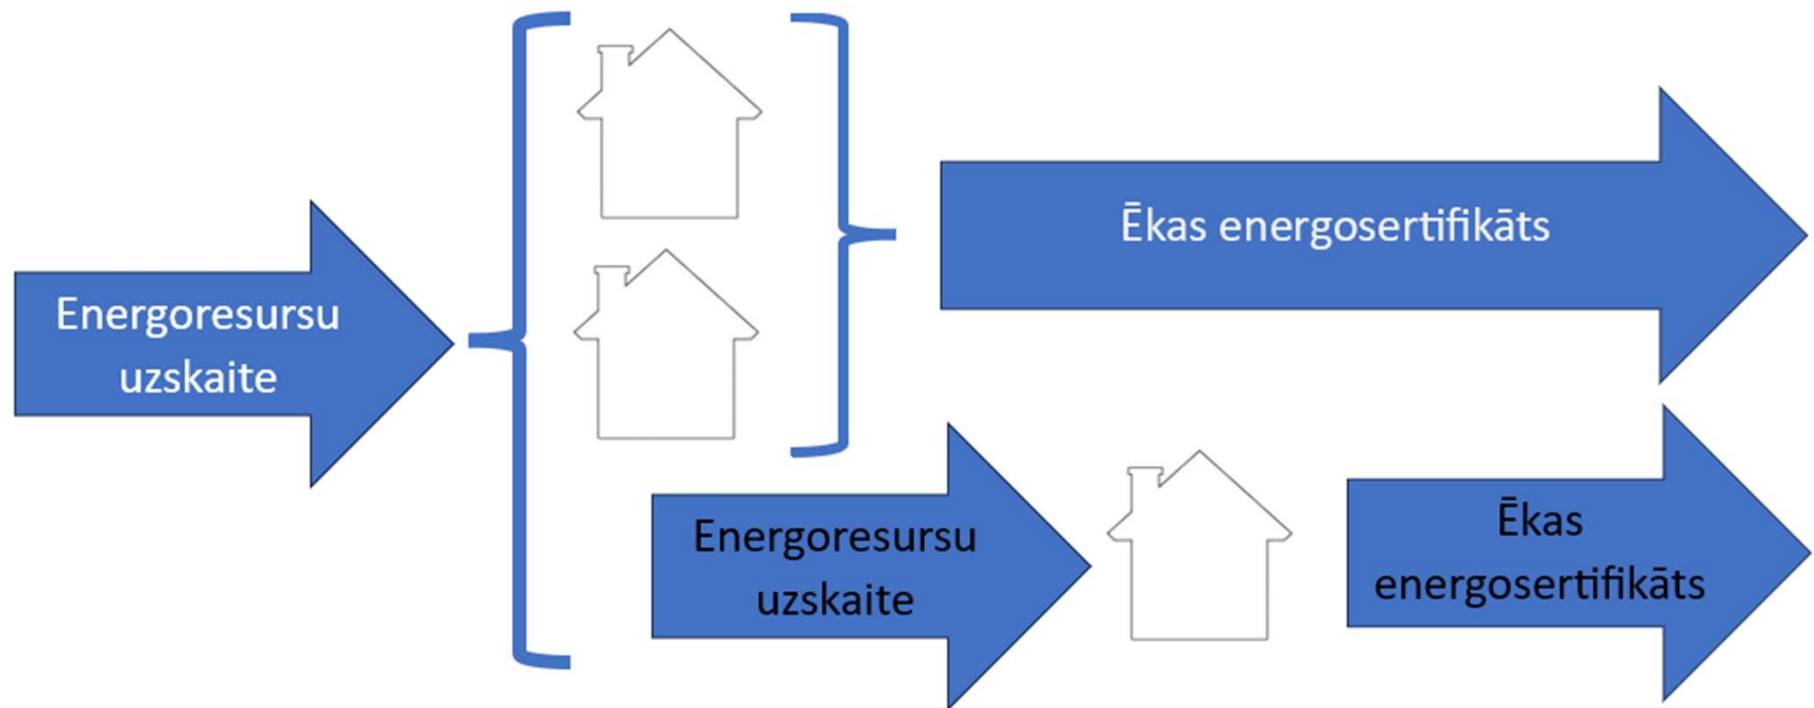 Energoresursu
uzskaite
Ēkas energosertifikāts
Energoresursu
uzskaite
Ēkas
energosertifikāts